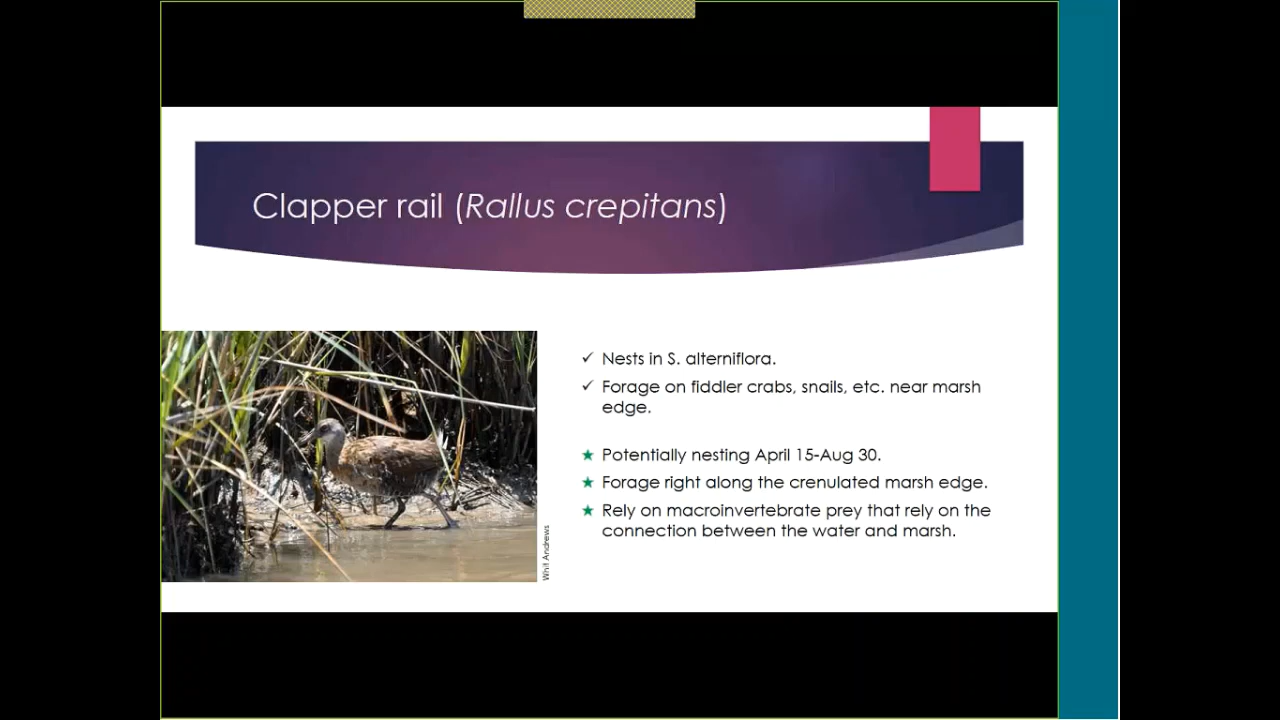 Clapper rail (Rallus crepitans)
✓ Nests in S. alterniflora.
✓ Forage on fiddler crabs, snails, etc. near marsh
edge.
★ Potentially nesting April 15-Aug 30.
★ Forage right along the crenulated marsh edge.
★ Rely on macroinvertebrate prey that rely on the
connection between the water and marsh.
Whit Andrews